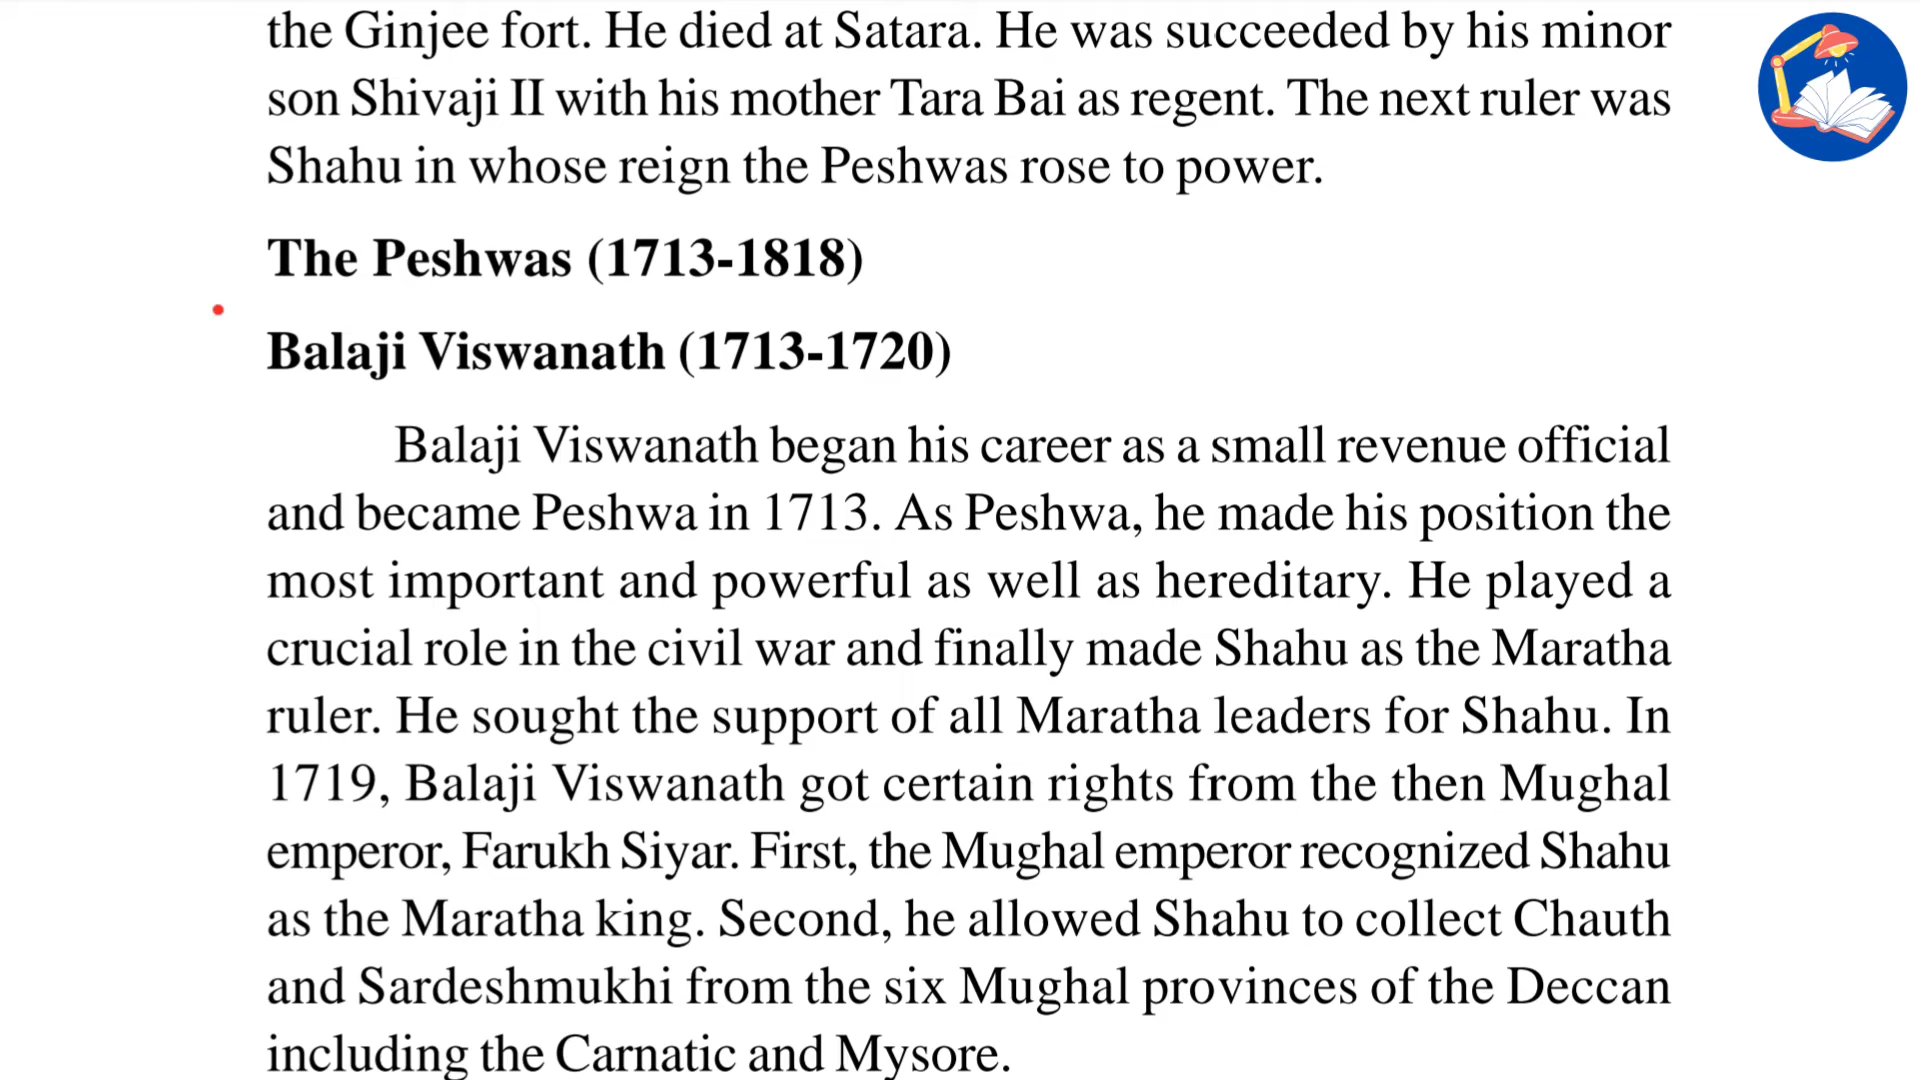 the Ginjee fort. He died at Satara. He was succeeded by his minor
son Shivaji II with his mother Tara Bai as regent. The next ruler was
Shahu in whose reign the Peshwas rose to power.
The Peshwas (1713-1818)
Balaji Viswanath (1713-1720)
Balaji Viswanath began his career as a small revenue official
and became Peshwa in 1713. As Peshwa, he made his position the
most important and powerful as well as hereditary. He played a
crucial role in the civil war and finally made Shahu as the Maratha
ruler. He sought the support of all Maratha leaders for Shahu. In
1719, Balaji Viswanath got certain rights from the then Mughal
emperor, Farukh Siyar. First, the Mughal emperor recognized Shahu
as the Maratha king. Second, he allowed Shahu to collect Chauth
and Sardeshmukhi from the six Mughal provinces of the Deccan
including the Carnatic and Mysore.